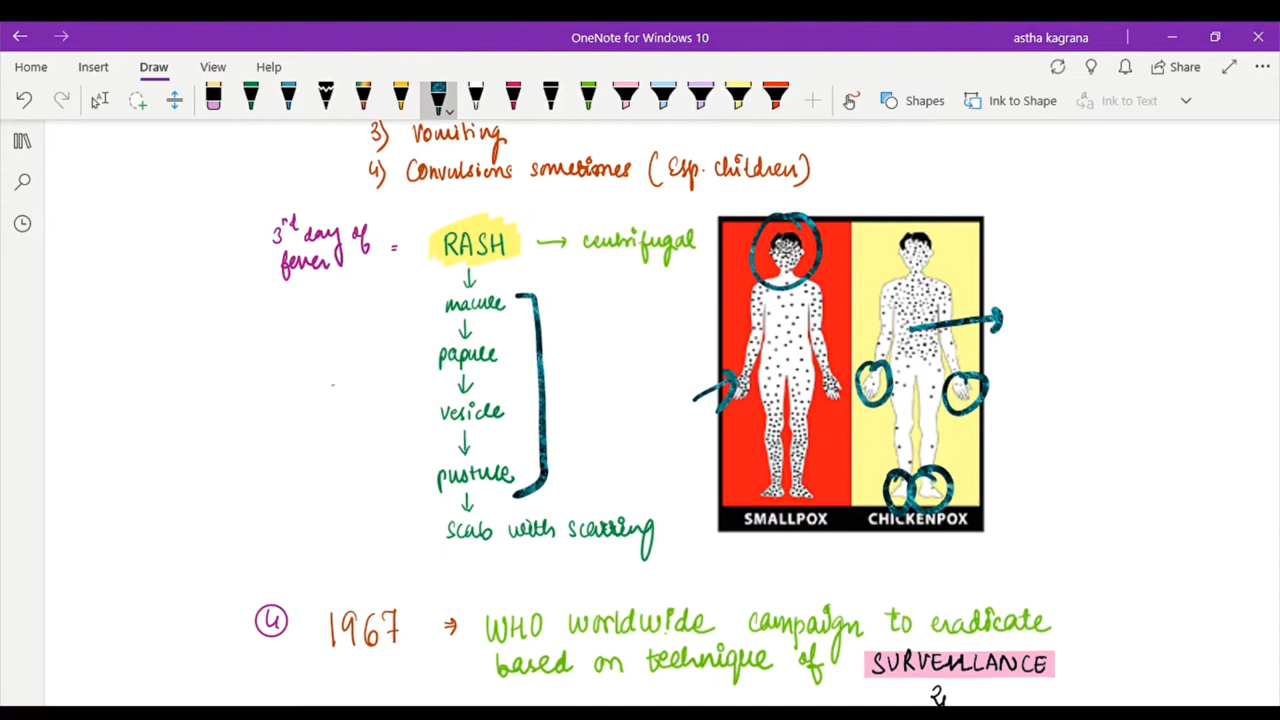 OneNote for Windows 10
astha kagrana
Home Insert Draw View Help
Share
Shapes
Ink to Shape
Ink to Text
3) Vomiting
4) Convulsions sometimes (Esp. children)
3rd day of
fever
= RASH → centrifugal
↓
macule
↓
papule
↓
vesicle
↓
pustule
↓
scab with scarring
SMALLPOX
CHICKENPOX
4 1967 ⇒ WHO worldwide campaign to eradicate
based on technique of SURVEILLANCE
&